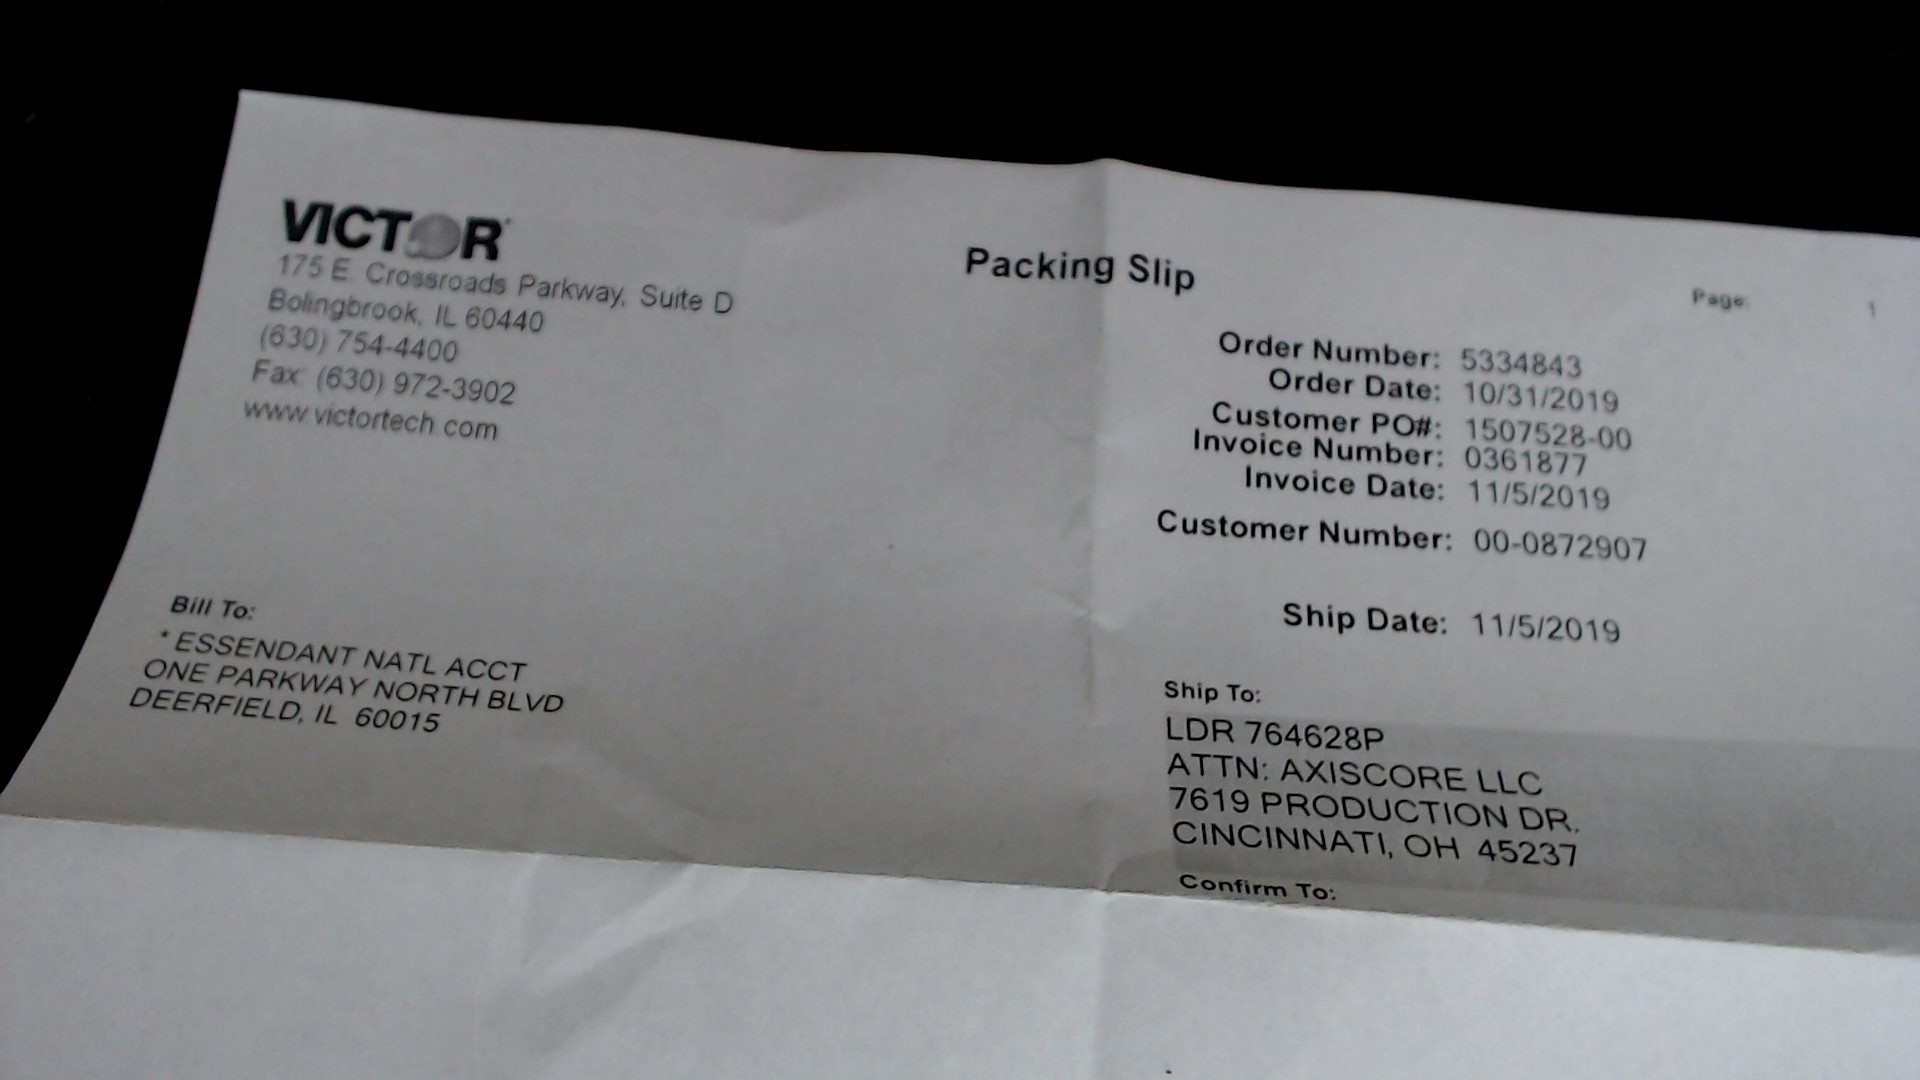 VICTOR
175 E. Crossroads Parkway, Suite D
Bolingbrook, IL 60440
(630) 754-4400
Fax: (630) 972-3902
www.victortech.com
Packing Slip
Page: 1
Order Number: 5334843
Order Date: 10/31/2019
Customer PO#: 1507528-00
Invoice Number: 0361877
Invoice Date: 11/5/2019
Customer Number: 00-0872907
Ship Date: 11/5/2019
Bill To:
* ESSENDANT NATL ACCT
ONE PARKWAY NORTH BLVD
DEERFIELD, IL 60015
Ship To:
LDR 764628P
ATTN: AXISCORE LLC
7619 PRODUCTION DR.
CINCINNATI, OH 45237
Confirm To: